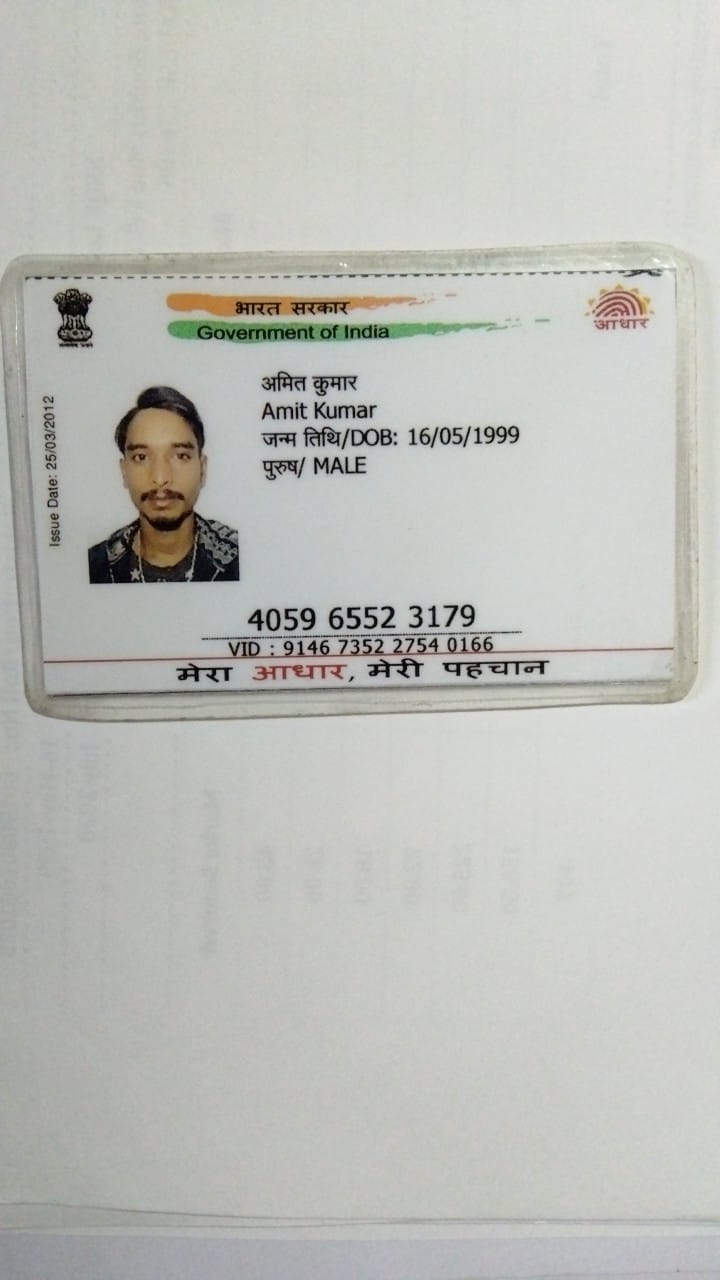 भारत सरकार
Government of India
आधार
Issue Date: 25/03/2012
अमित कुमार
Amit Kumar
जन्म तिथि/DOB: 16/05/1999
पुरुष/ MALE
4059 6552 3179
VID : 9146 7352 2754 0166
मेरा आधार, मेरी पहचान